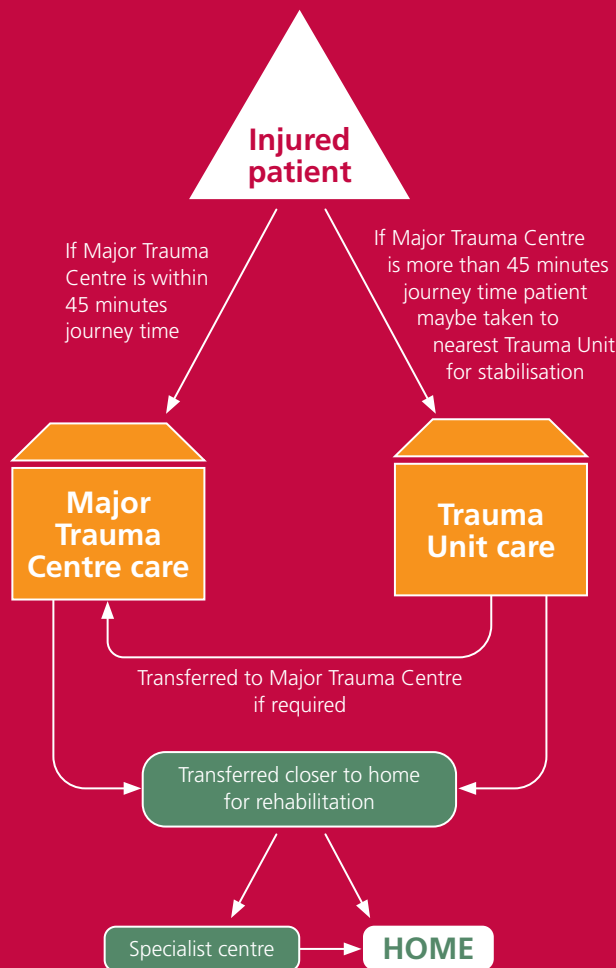 Injured
patient
If Major Trauma
Centre is within
45 minutes
journey time
If Major Trauma Centre
is more than 45 minutes
journey time patient
maybe taken to
nearest Trauma Unit
for stabilisation
Major
Trauma
Centre care
Trauma
Unit care
Transferred to Major Trauma Centre
if required
Transferred closer to home
for rehabilitation
Specialist centre
HOME